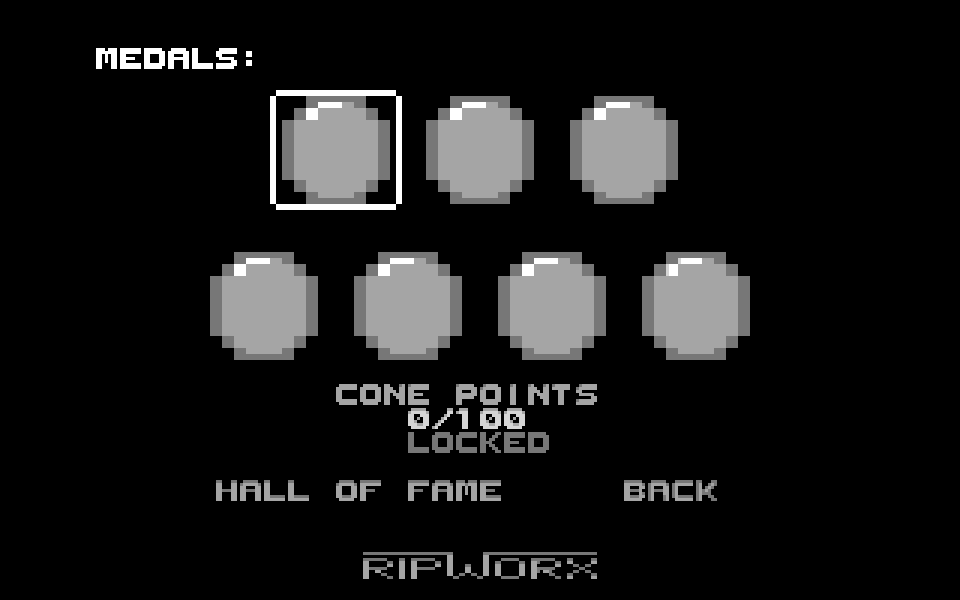 MEDALS:
CONE POINTS
0/100
LOCKED
HALL OF FAME BACK
RIPWORX